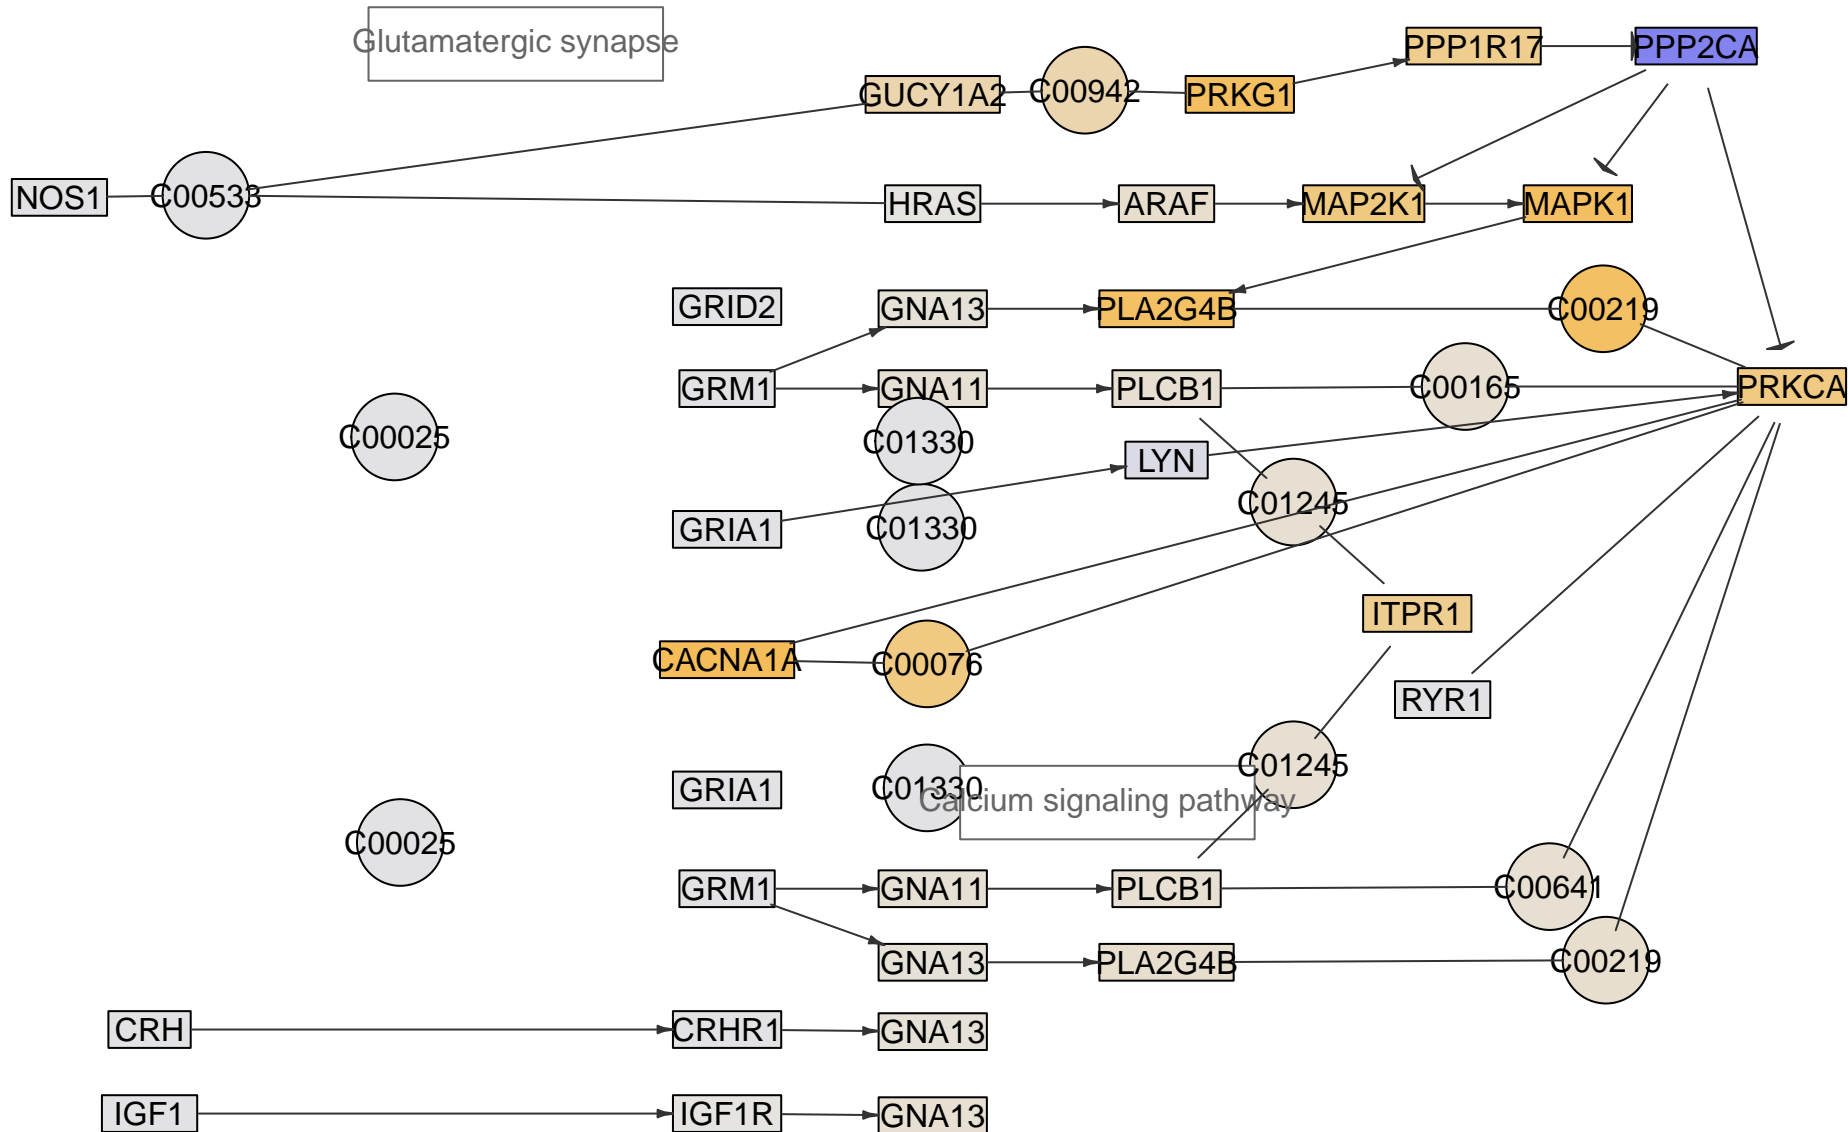 Glutamatergic synapse
PPP1R17
PPP2CA
GUCY1A2
C00942
PRKG1
NOS1
C00533
HRAS
ARAF
MAP2K1
MAPK1
GRID2
GNA13
PLA2G4B
C00219
GRM1
GNA11
PLCB1
C00165
PRKCA
C00025
C01330
LYN
C01245
GRIA1
C01330
ITPR1
CACNA1A
C00076
RYR1
GRIA1
C01330
C01245
Calcium signaling pathway
C00025
GRM1
GNA11
PLCB1
C00641
GNA13
PLA2G4B
C00219
CRH
CRHR1
GNA13
IGF1
IGF1R
GNA13